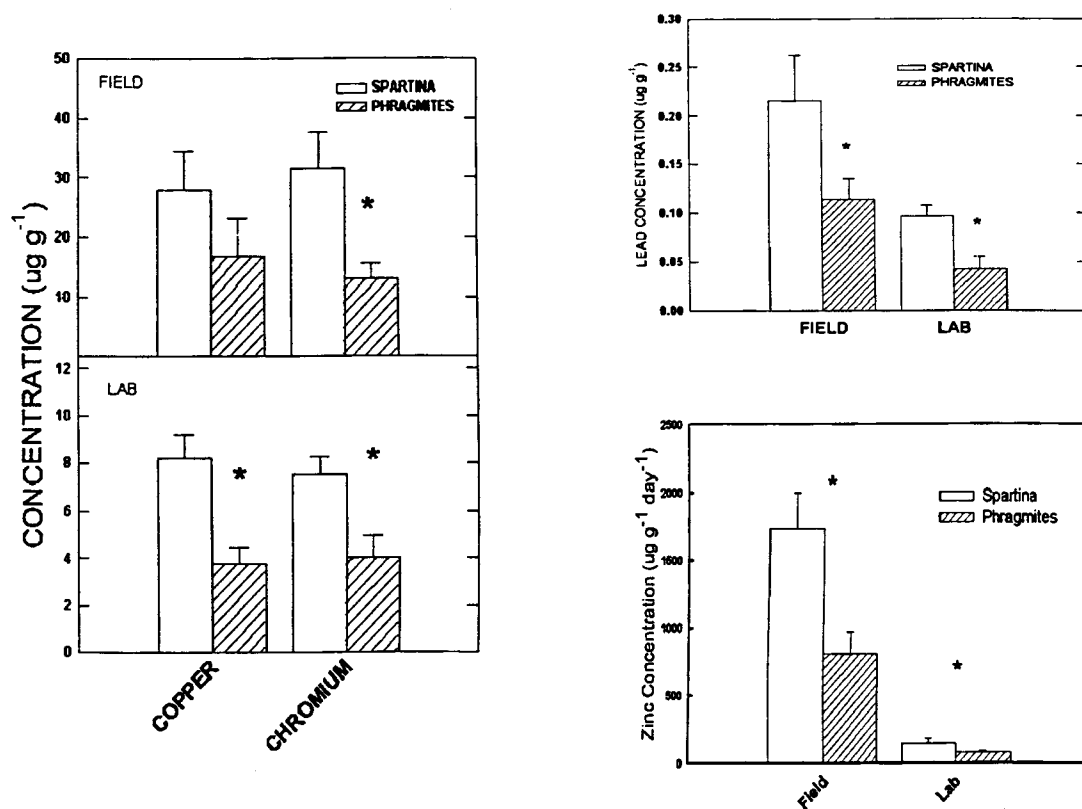 CONCENTRATION (ug g-1)
50
40
30
20
10
FIELD
SPARTINA
PHRAGMITES
*
12
10
8
6
4
2
0
LAB
*
*
COPPER
CHROMIUM
LEAD CONCENTRATION (ug g-1)
0.30
0.25
0.20
0.15
0.10
0.05
0.00
SPARTINA
PHRAGMITES
*
*
FIELD
LAB
Zinc Concentration (ug g-1 day-1)
2500
2000
1500
1000
500
0
*
Spartina
Phragmites
*
Field
Lab